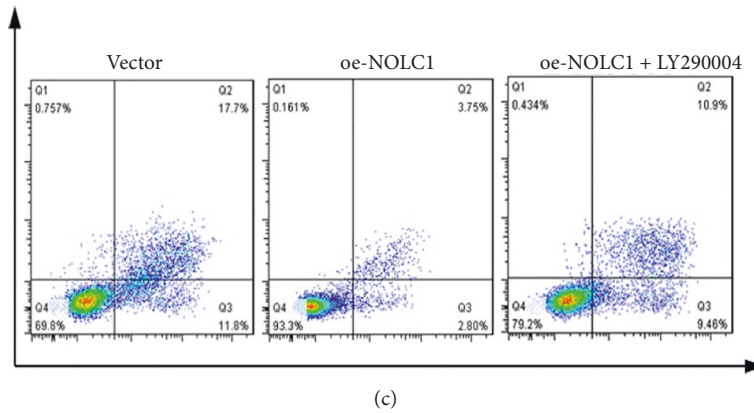 Vector
oe-NOLC1
oe-NOLC1 + LY290004
Q1
0.757%
Q2
17.7%
Q4
69.8%
Q3
11.8%
Q1
0.161%
Q2
3.75%
Q4
93.3%
Q3
2.80%
Q1
0.434%
Q2
10.9%
Q4
79.2%
Q3
9.46%
(c)